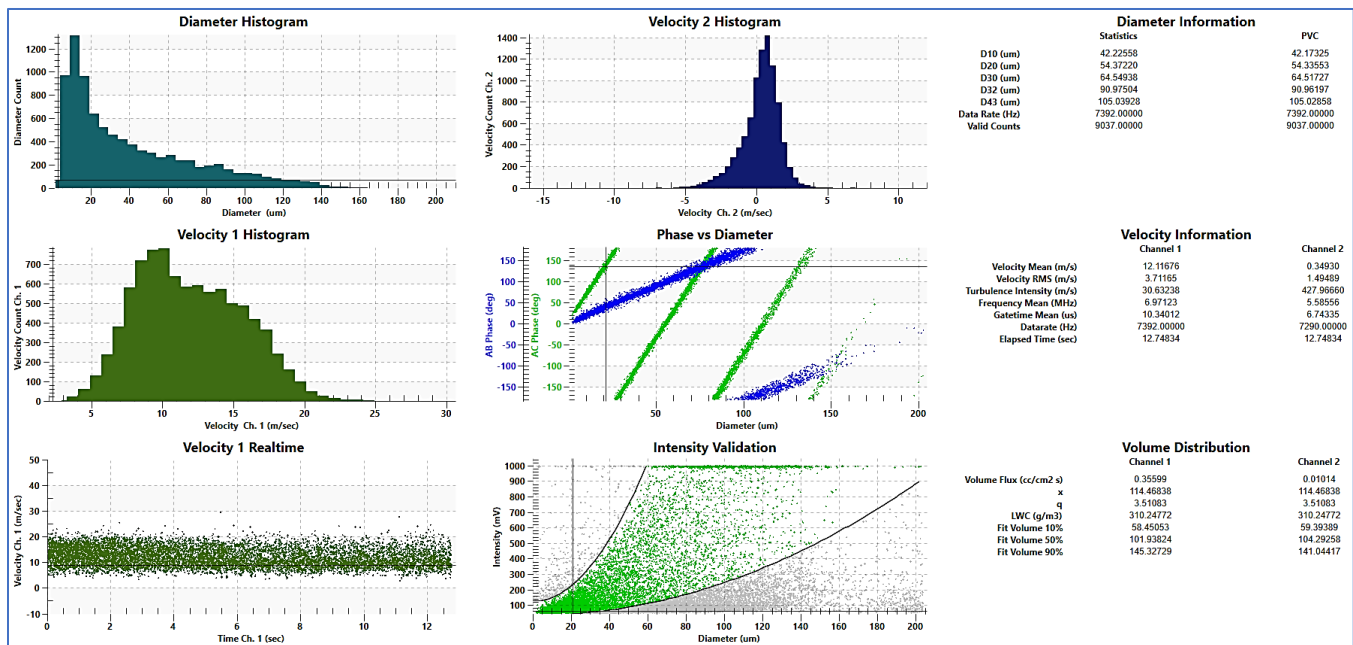 Diameter Histogram
Diameter Count
1200
1000
800
600
400
200
0
20 40 60 80 100 120 140 160 180 200
Diameter (um)
Velocity 2 Histogram
Velocity Count Ch. 2
1400
1200
1000
800
600
400
200
0
-15 -10 -5 0 5 10
Velocity Ch. 2 (m/sec)
Diameter Information
Statistics PVC
D10 (um) 42.22558 42.17325
D20 (um) 54.37220 54.33553
D30 (um) 64.54938 64.51727
D32 (um) 90.97504 90.96197
D43 (um) 105.03928 105.02858
Data Rate (Hz) 7392.00000 7392.00000
Valid Counts 9037.00000 9037.00000
Velocity 1 Histogram
Velocity Count Ch. 1
700
600
500
400
300
200
100
0
5 10 15 20 25 30
Velocity Ch. 1 (m/sec)
Phase vs Diameter
AB Phase (deg)
150
100
50
0
-50
-100
-150
AC Phase (deg)
150
100
50
0
-50
-100
-150
50 100 150 200
Diameter (um)
Velocity Information
Channel 1 Channel 2
Velocity Mean (m/s) 12.11676 0.34930
Velocity RMS (m/s) 3.71165 1.49489
Turbulence Intensity (m/s) 30.63238 427.96660
Frequency Mean (MHz) 6.97123 5.58556
Gatetime Mean (us) 10.34012 6.74335
Datarate (Hz) 7392.00000 7290.00000
Elapsed Time (sec) 12.74834 12.74834
Velocity 1 Realtime
Velocity Ch. 1 (m/sec)
50
40
30
20
10
0
-10
0 2 4 6 8 10 12
Time Ch. 1 (sec)
Intensity Validation
Intensity (mV)
1000
900
800
700
600
500
400
300
200
100
0 20 40 60 80 100 120 140 160 180 200
Diameter (um)
Volume Distribution
Channel 1 Channel 2
Volume Flux (cc/cm2 s) 0.35599 0.01014
x 114.46838 114.46838
q 3.51083 3.51083
LWC (g/m3) 310.24772 310.24772
Fit Volume 10% 58.45053 59.39389
Fit Volume 50% 101.93824 104.29258
Fit Volume 90% 145.32729 141.04417